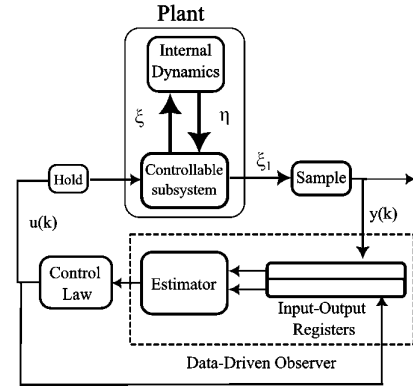 Plant
Internal
Dynamics
ξ
η
Controllable
subsystem
ξ1
Hold
Sample
u(k)
y(k)
Control
Law
Estimator
Input-Output
Registers
Data-Driven Observer